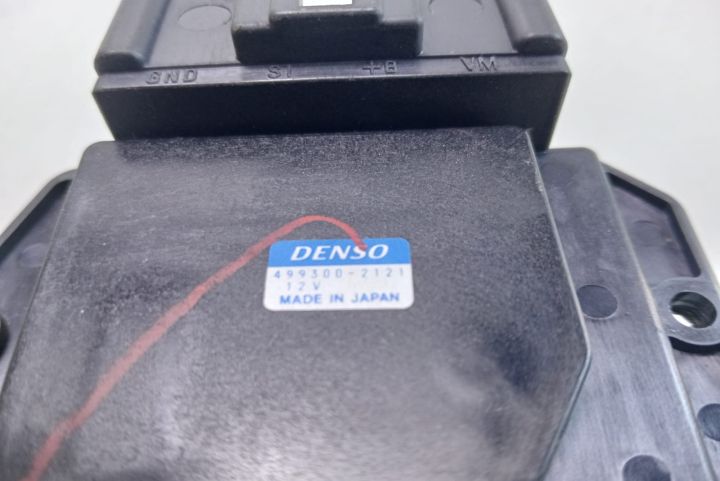 GND SI +B VM
DENSO
499300-2121
12V
MADE IN JAPAN